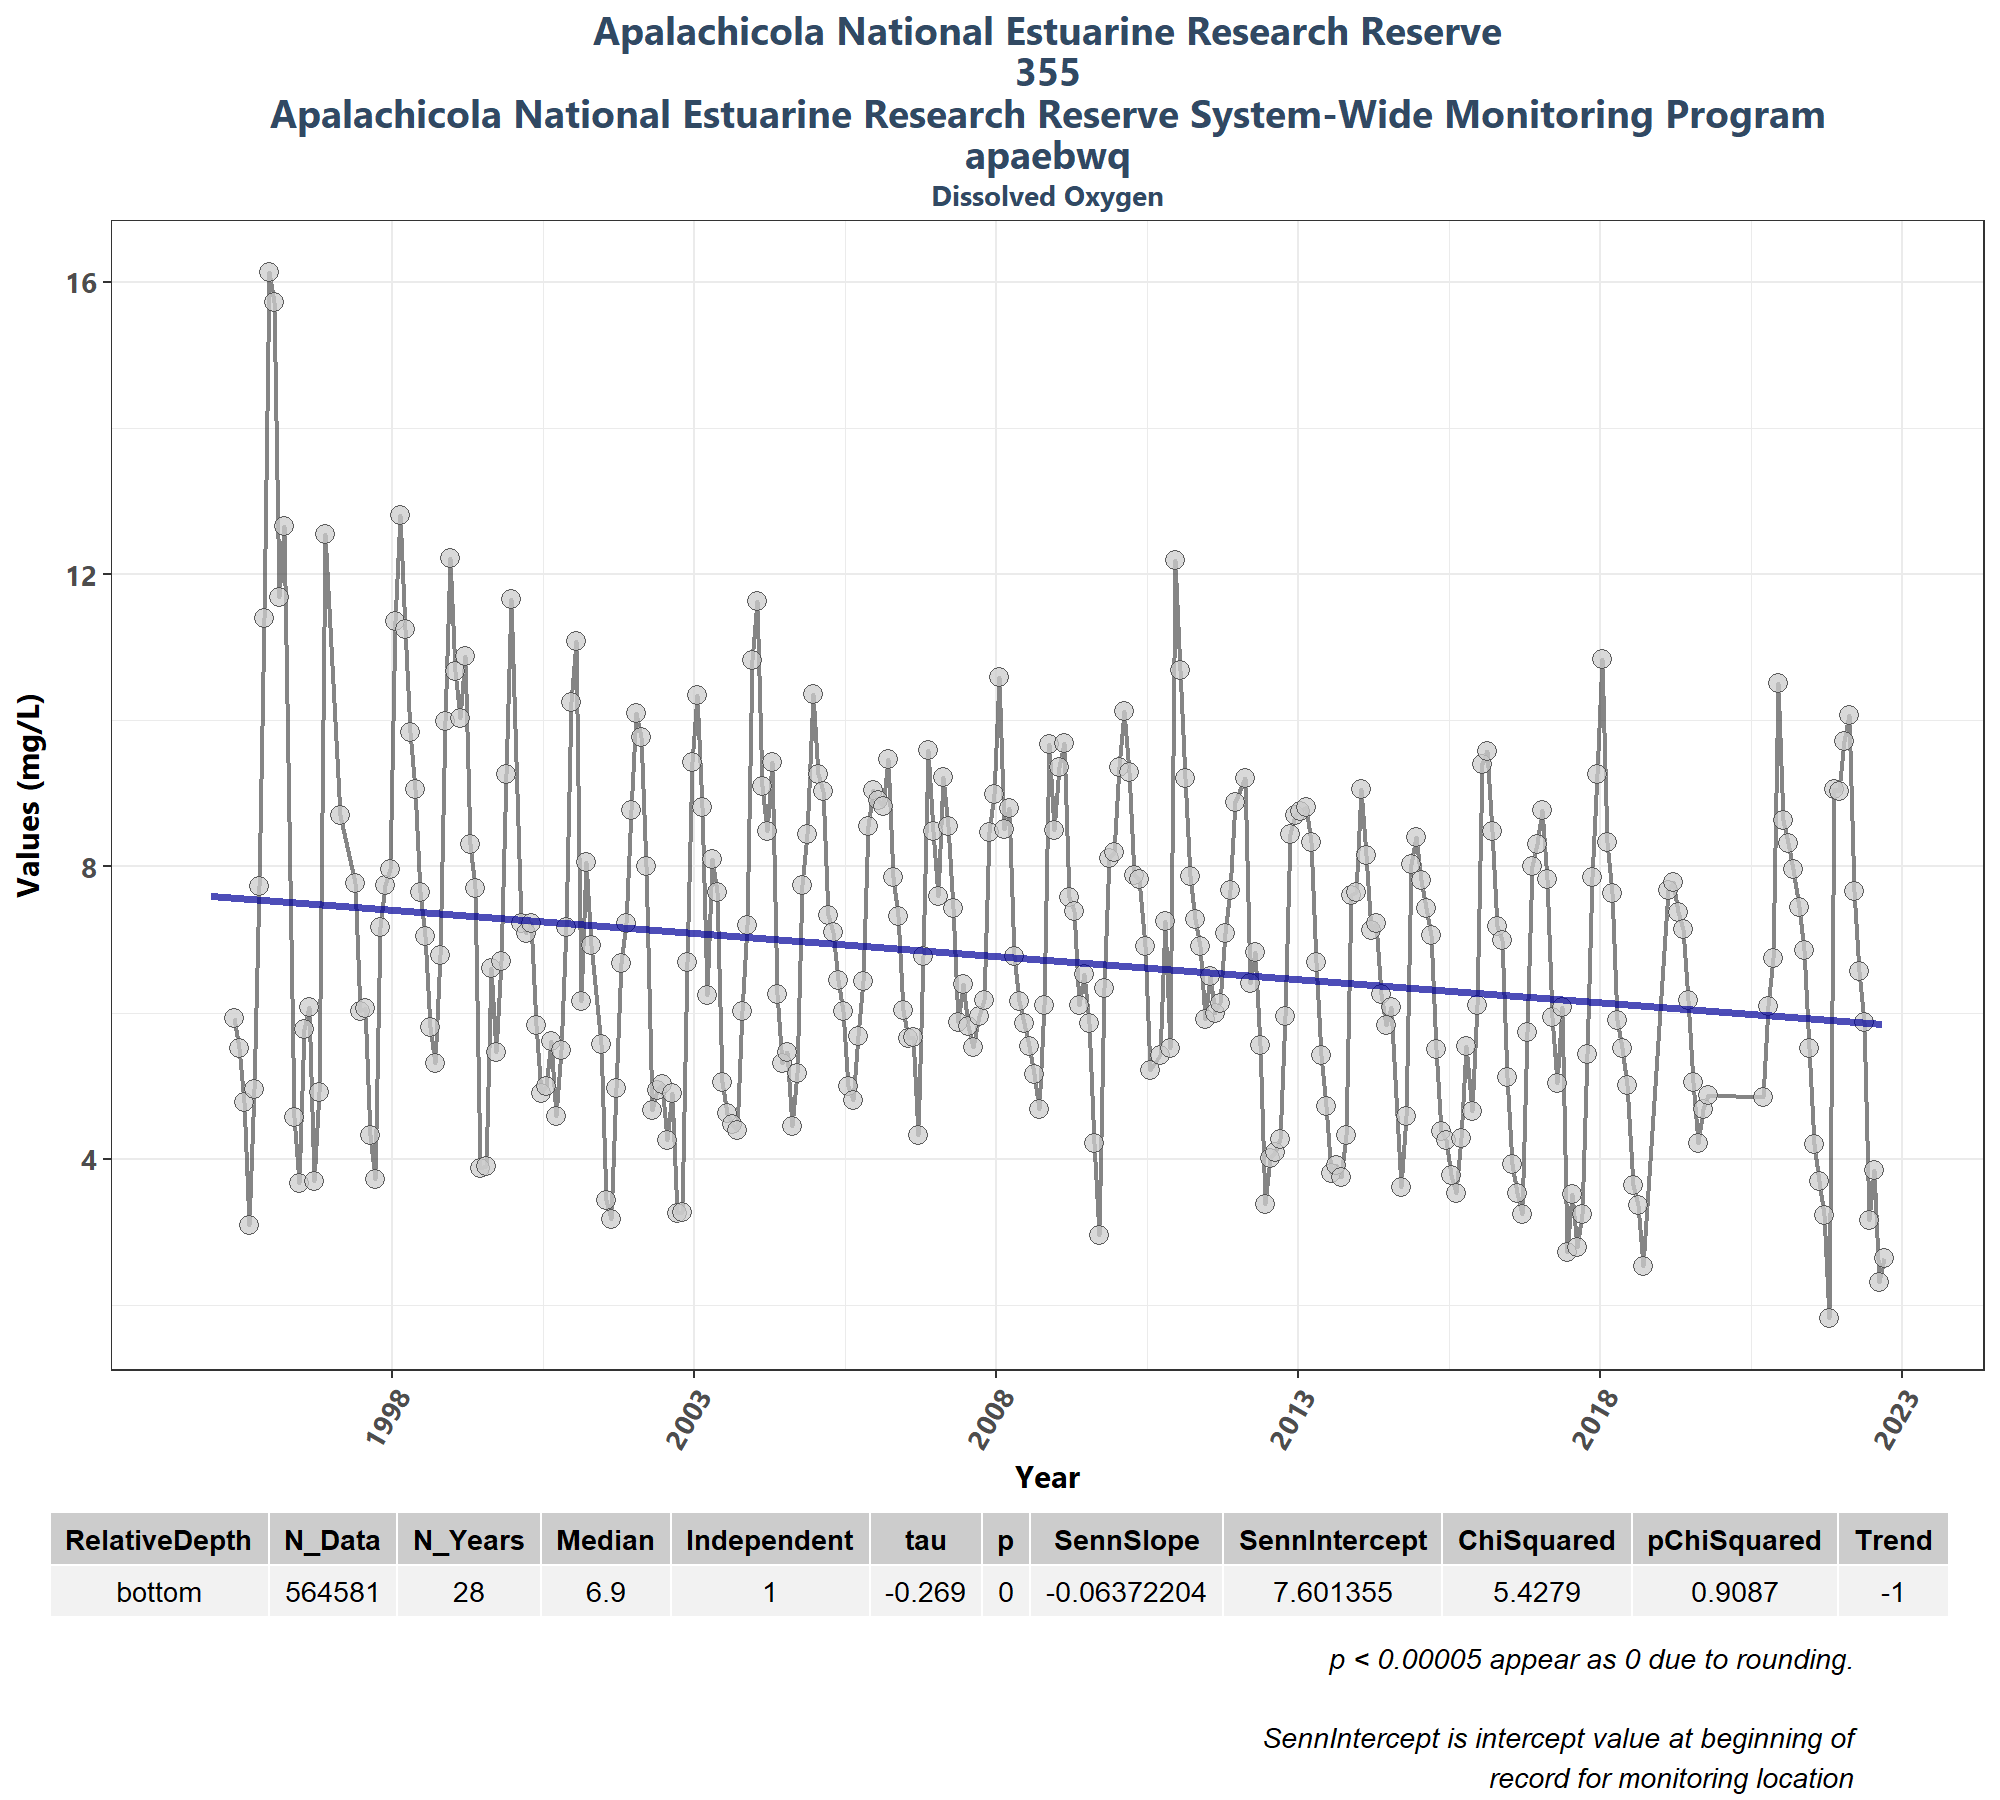 Apalachicola National Estuarine Research Reserve
355
Apalachicola National Estuarine Research Reserve System-Wide Monitoring Program
apaebwq
Dissolved Oxygen
Values (mg/L)
16
12
8
4
1998 2003 2008 2013 2018 2023
Year
RelativeDepth N_Data N_Years Median Independent tau p SennSlope SennIntercept ChiSquared pChiSquared Trend
bottom 564581 28 6.9 1 -0.269 0 -0.06372204 7.601355 5.4279 0.9087 -1
p < 0.00005 appear as 0 due to rounding.
SennIntercept is intercept value at beginning of
record for monitoring location